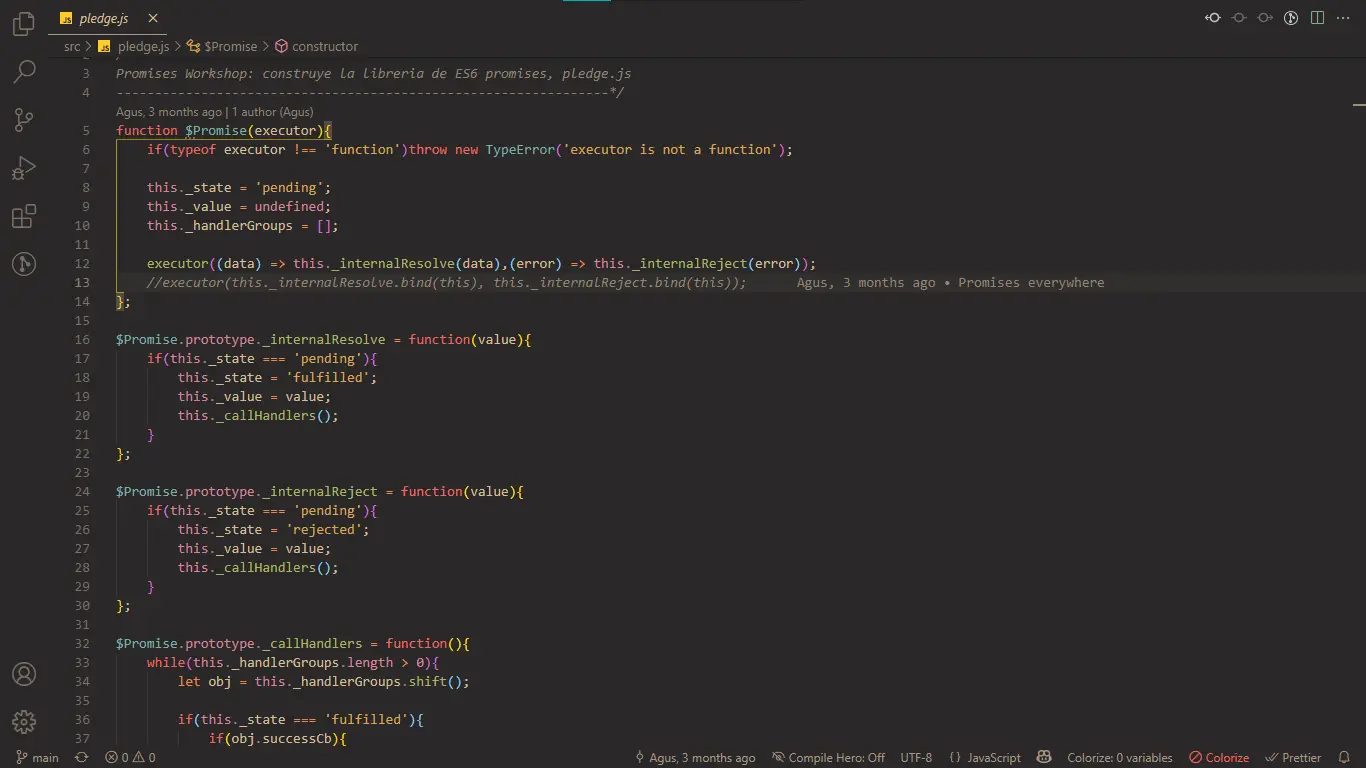 JS pledge.js ×
src > JS pledge.js > $Promise > constructor
3 Promises Workshop: construye la libreria de ES6 promises, pledge.js
4 ----------------------------------------------------------------*/
Agus, 3 months ago | 1 author (Agus)
5 function $Promise(executor){
6 if(typeof executor !== 'function')throw new TypeError('executor is not a function');
7
8 this._state = 'pending';
9 this._value = undefined;
10 this._handlerGroups = [];
11
12 executor((data) => this._internalResolve(data),(error) => this._internalReject(error));
13 //executor(this._internalResolve.bind(this), this._internalReject.bind(this)); Agus, 3 months ago • Promises everywhere
14 };
15
16 $Promise.prototype._internalResolve = function(value){
17 if(this._state === 'pending'){
18 this._state = 'fulfilled';
19 this._value = value;
20 this._callHandlers();
21 }
22 };
23
24 $Promise.prototype._internalReject = function(value){
25 if(this._state === 'pending'){
26 this._state = 'rejected';
27 this._value = value;
28 this._callHandlers();
29 }
30 };
31
32 $Promise.prototype._callHandlers = function(){
33 while(this._handlerGroups.length > 0){
34 let obj = this._handlerGroups.shift();
35
36 if(this._state === 'fulfilled'){
37 if(obj.successCb){
main 0 0 Agus, 3 months ago Compile Hero: Off UTF-8 {} JavaScript Colorize: 0 variables Colorize Prettier